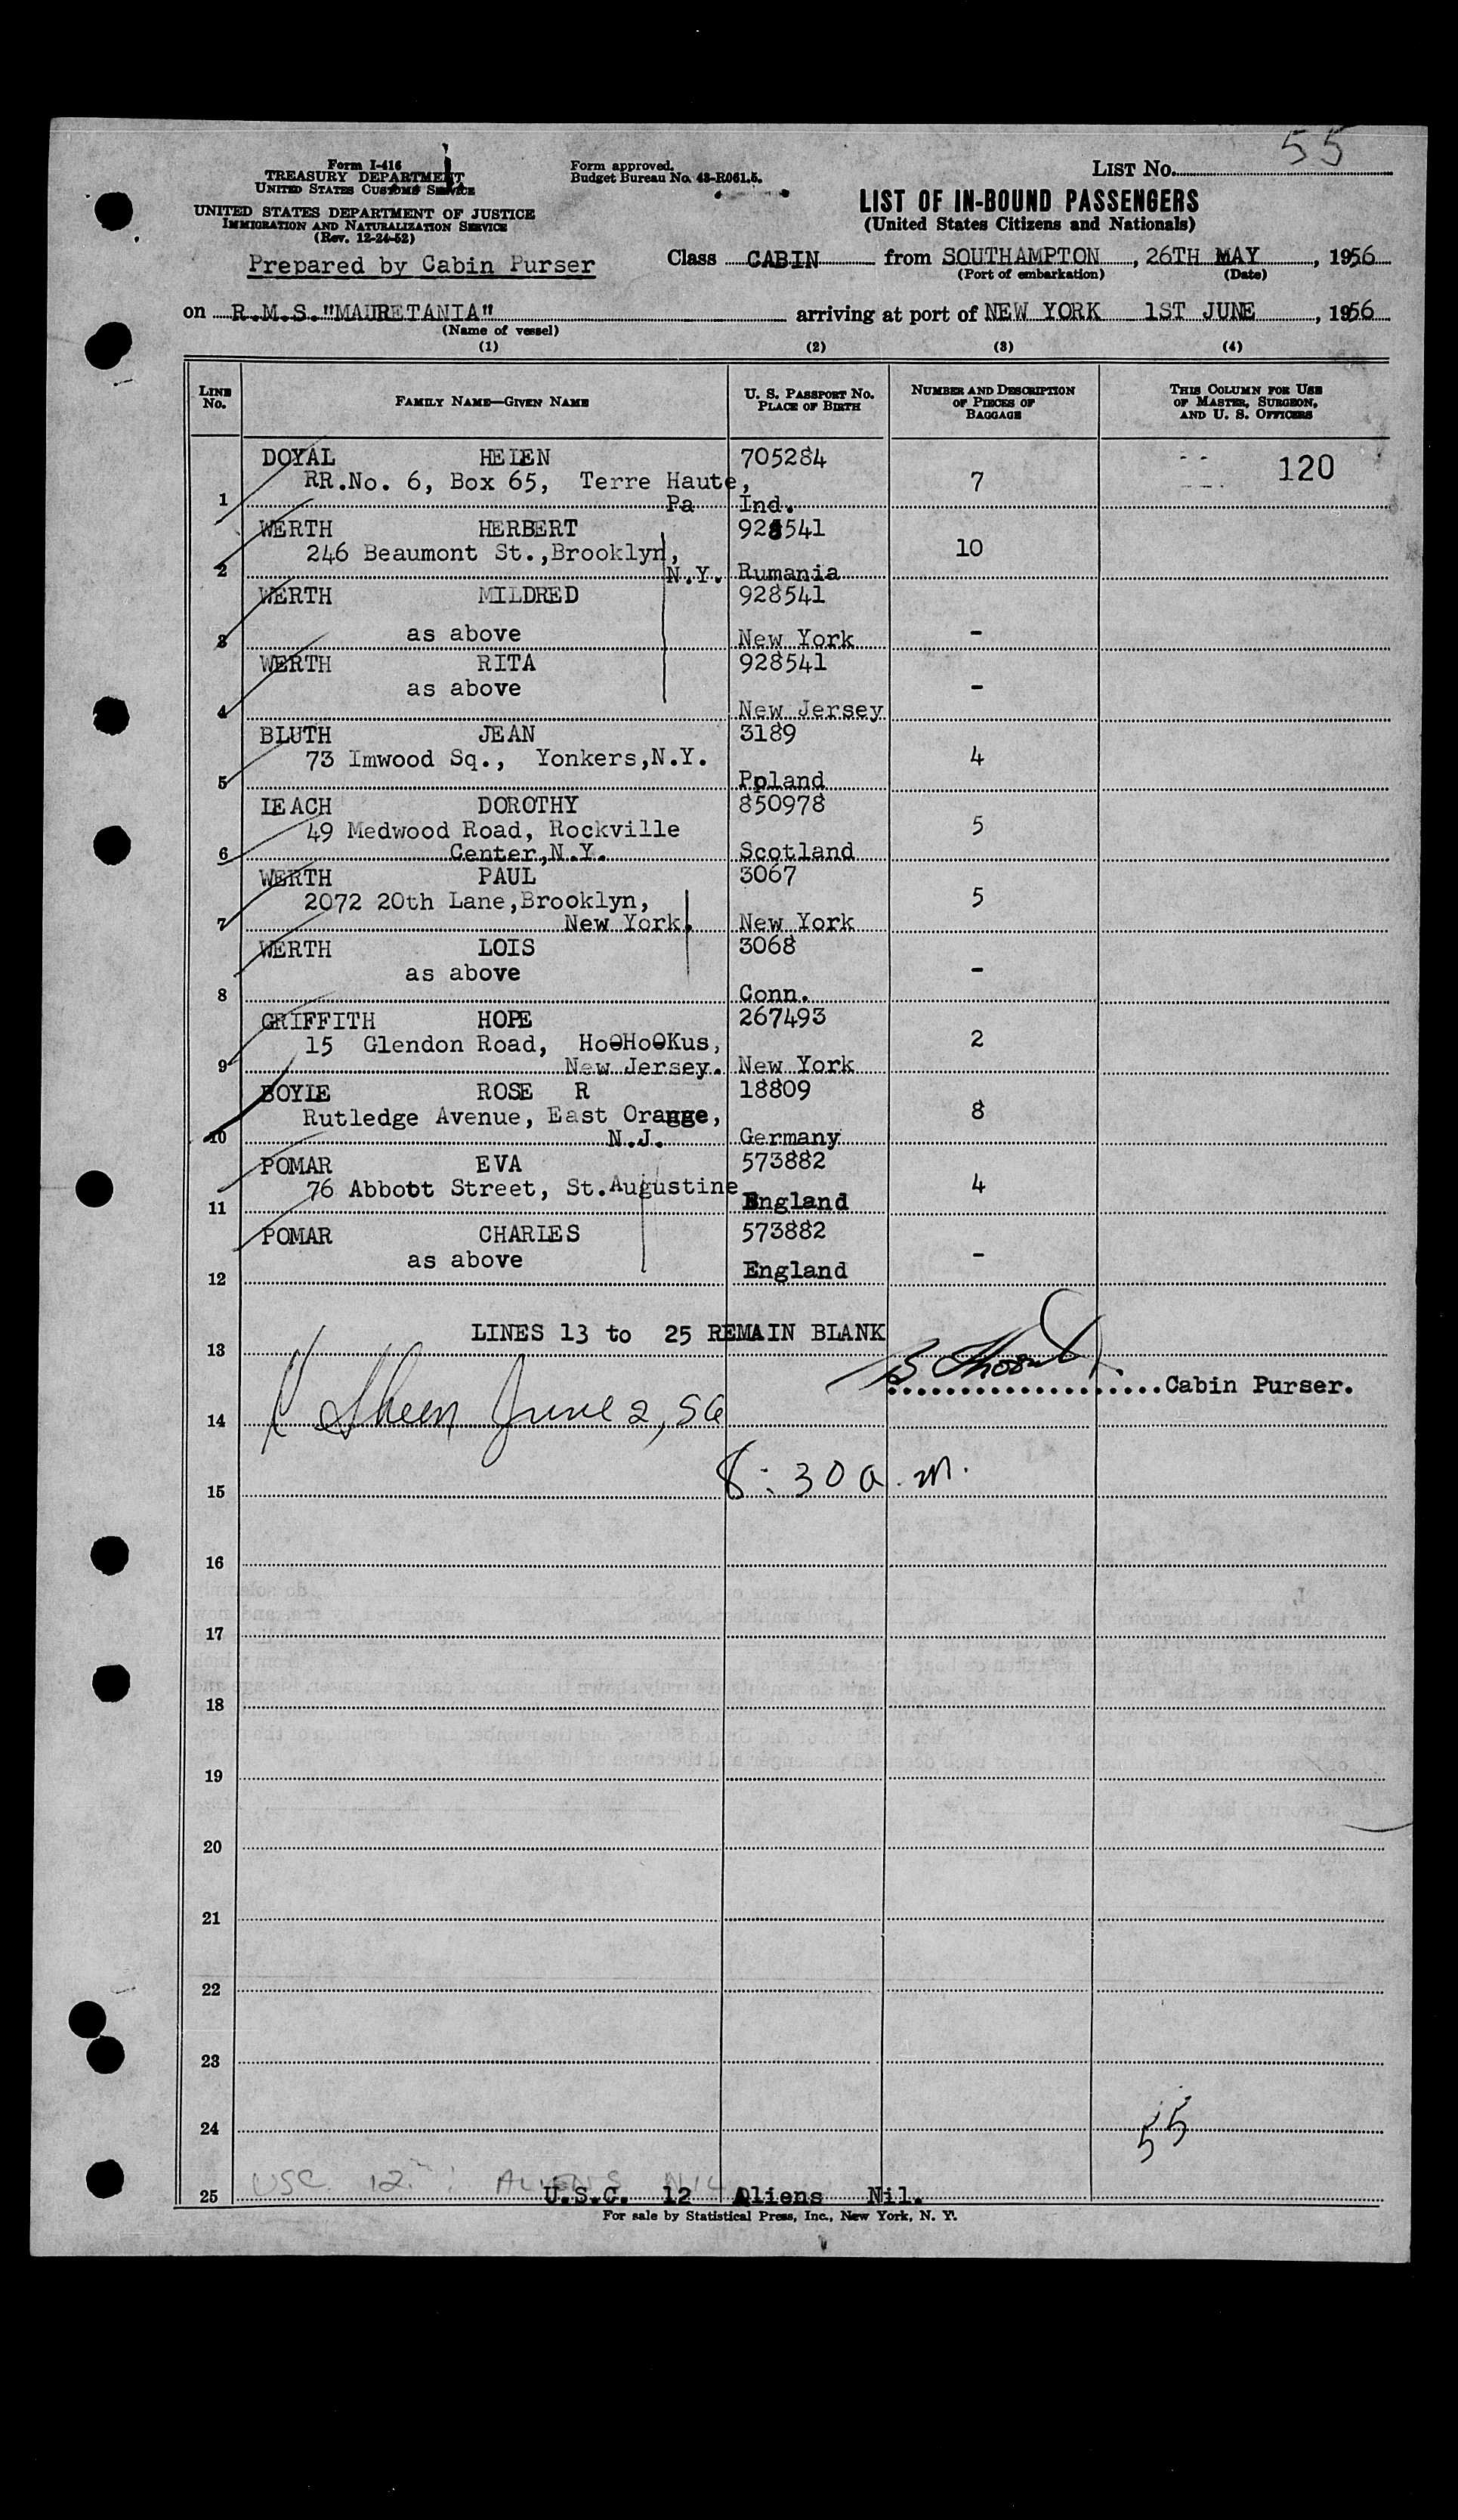 55
Form I-416
TREASURY DEPARTMENT
UNITED STATES CUSTOMS SERVICE
UNITED STATES DEPARTMENT OF JUSTICE
IMMIGRATION AND NATURALIZATION SERVICE
(Rev. 12-24-52)
Prepared by Cabin Purser
Form approved.
Budget Bureau No. 43-R061.5.
LIST No.
LIST OF IN-BOUND PASSENGERS
(United States Citizens and Nationals)
Class CABIN from SOUTHAMPTON, 26TH MAY, 1956
(Port of embarkation) (Date)
on R.M.S."MAURETANIA" arriving at port of NEW YORK 1ST JUNE, 1956
(Name of vessel)
(1) (2) (3) (4)
LINE No. FAMILY NAME—GIVEN NAME U. S. PASSPORT No. PLACE OF BIRTH NUMBER AND DESCRIPTION OF PIECES OF BAGGAGE THIS COLUMN FOR USE OF MASTER, SURGEON, AND U. S. OFFICERS
DOYAL HELEN 705284 120
RR.No. 6, Box 65, Terre Haute, 7
1 Pa Ind.
WERTH HERBERT 928541
246 Beaumont St.,Brooklyn, 10
2 N.Y. Rumania
WERTH MILDRED 928541
3 as above New York -
WERTH RITA 928541
as above -
4 New Jersey
BLUTH JEAN 3189
73 Imwood Sq., Yonkers,N.Y. 4
5 Ppland
LEACH DOROTHY 850978
49 Medwood Road, Rockville 5
6 Center,N.Y. Scotland
WERTH PAUL 3067
2072 20th Lane,Brooklyn, 5
7 New York. New York
WERTH LOIS 3068
as above -
8 Conn.
GRIFFITH HOPE 267493
15 Glendon Road, HoOHoOKus, 2
9 New Jersey. New York
BOYLE ROSE R 18809
Rutledge Avenue, East Orange, 8
10 N.J. Germany
POMAR EVA 573882
76 Abbott Street, St.Augustine 4
11 England
POMAR CHARLES 573882
as above -
12 England
LINES 13 to 25 REMAIN BLANK
13
Cabin Purser.
June 2, 56
14
8:30 a.m.
15
16
17
18
19
20
21
22
23
24 55
USC 12 ALIENS NIL
25 U.S.C. 12 Aliens Nil.
For sale by Statistical Press, Inc., New York, N. Y.